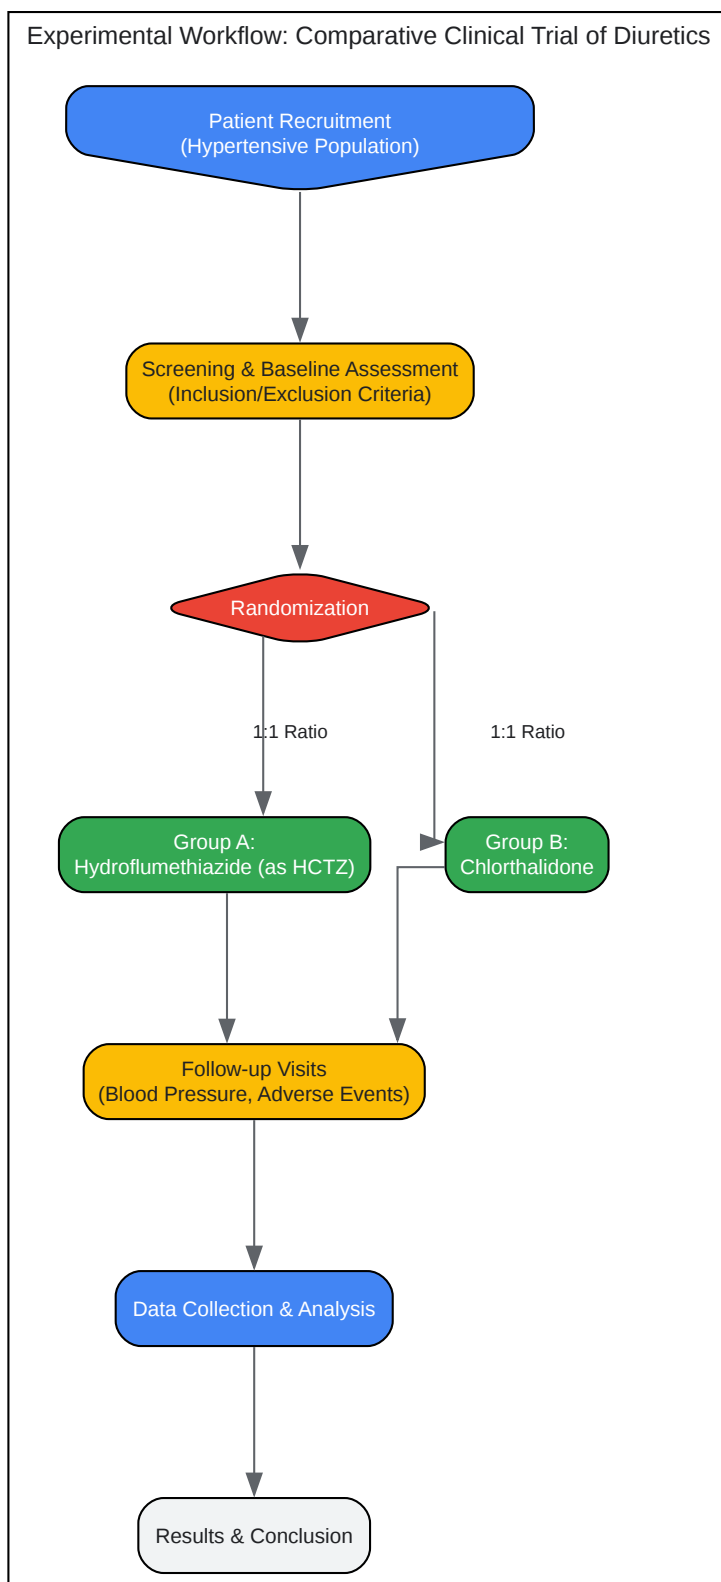 Experimental Workflow: Comparative Clinical Trial of Diuretics
Patient Recruitment
(Hypertensive Population)
Screening & Baseline Assessment
(Inclusion/Exclusion Criteria)
Randomization
1:1 Ratio
1:1 Ratio
Group A:
Hydroflumethiazide (as HCTZ)
Group B:
Chlorthalidone
Follow-up Visits
(Blood Pressure, Adverse Events)
Data Collection & Analysis
Results & Conclusion